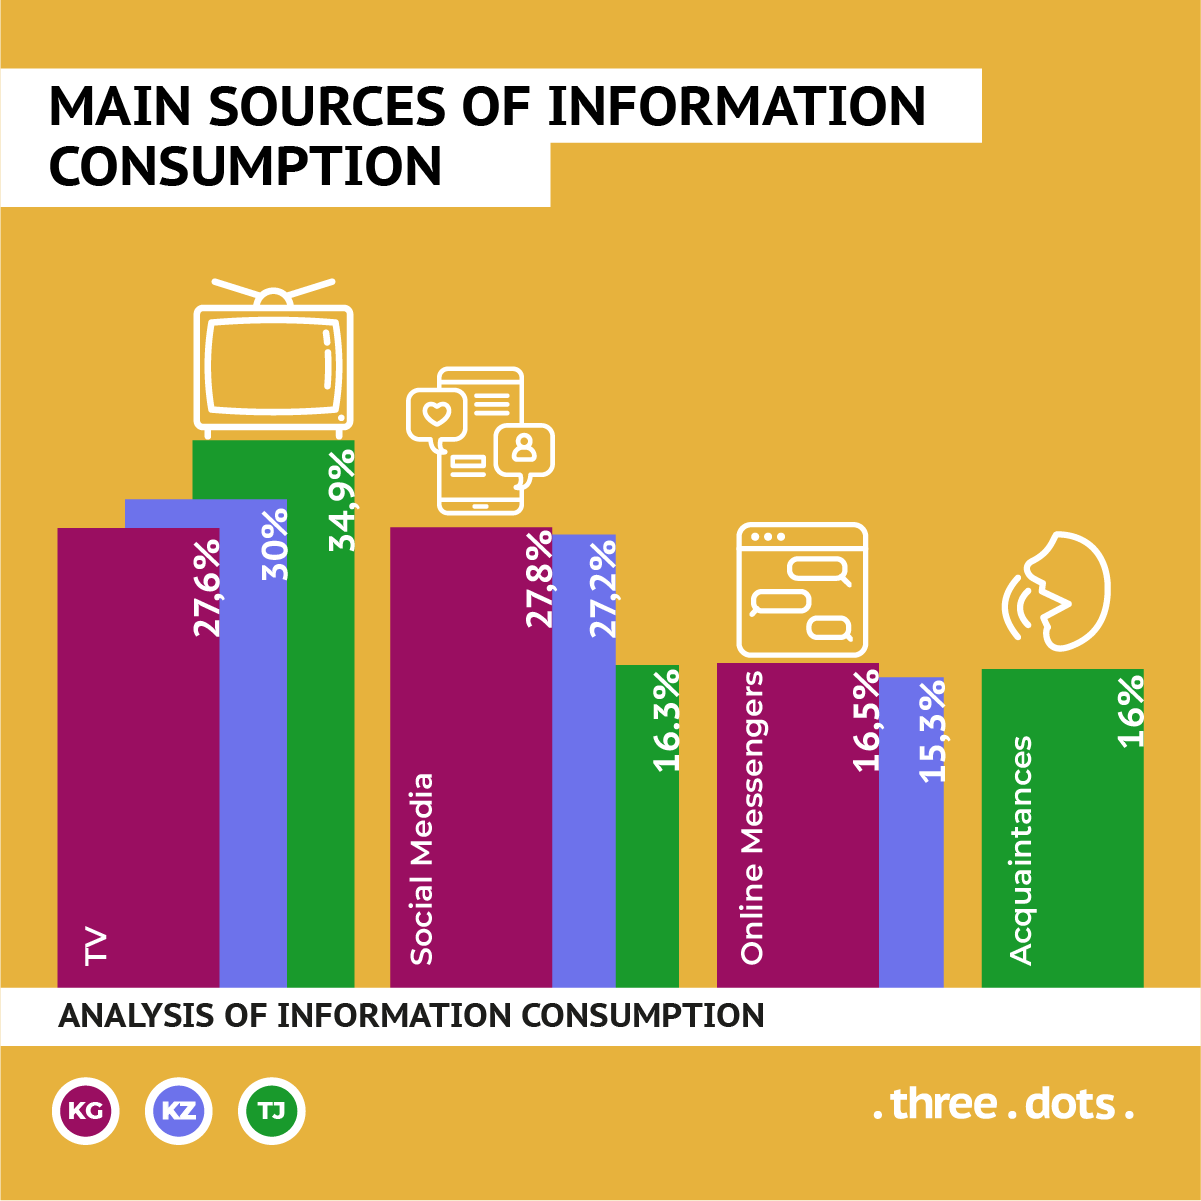 MAIN SOURCES OF INFORMATION
CONSUMPTION
TV
27,6%
30%
34,9%
Social Media
27,8%
27,2%
16.3%
Online Messengers
16,5%
15,3%
Acquaintances
16%
ANALYSIS OF INFORMATION CONSUMPTION
KG
KZ
TJ
. three . dots .